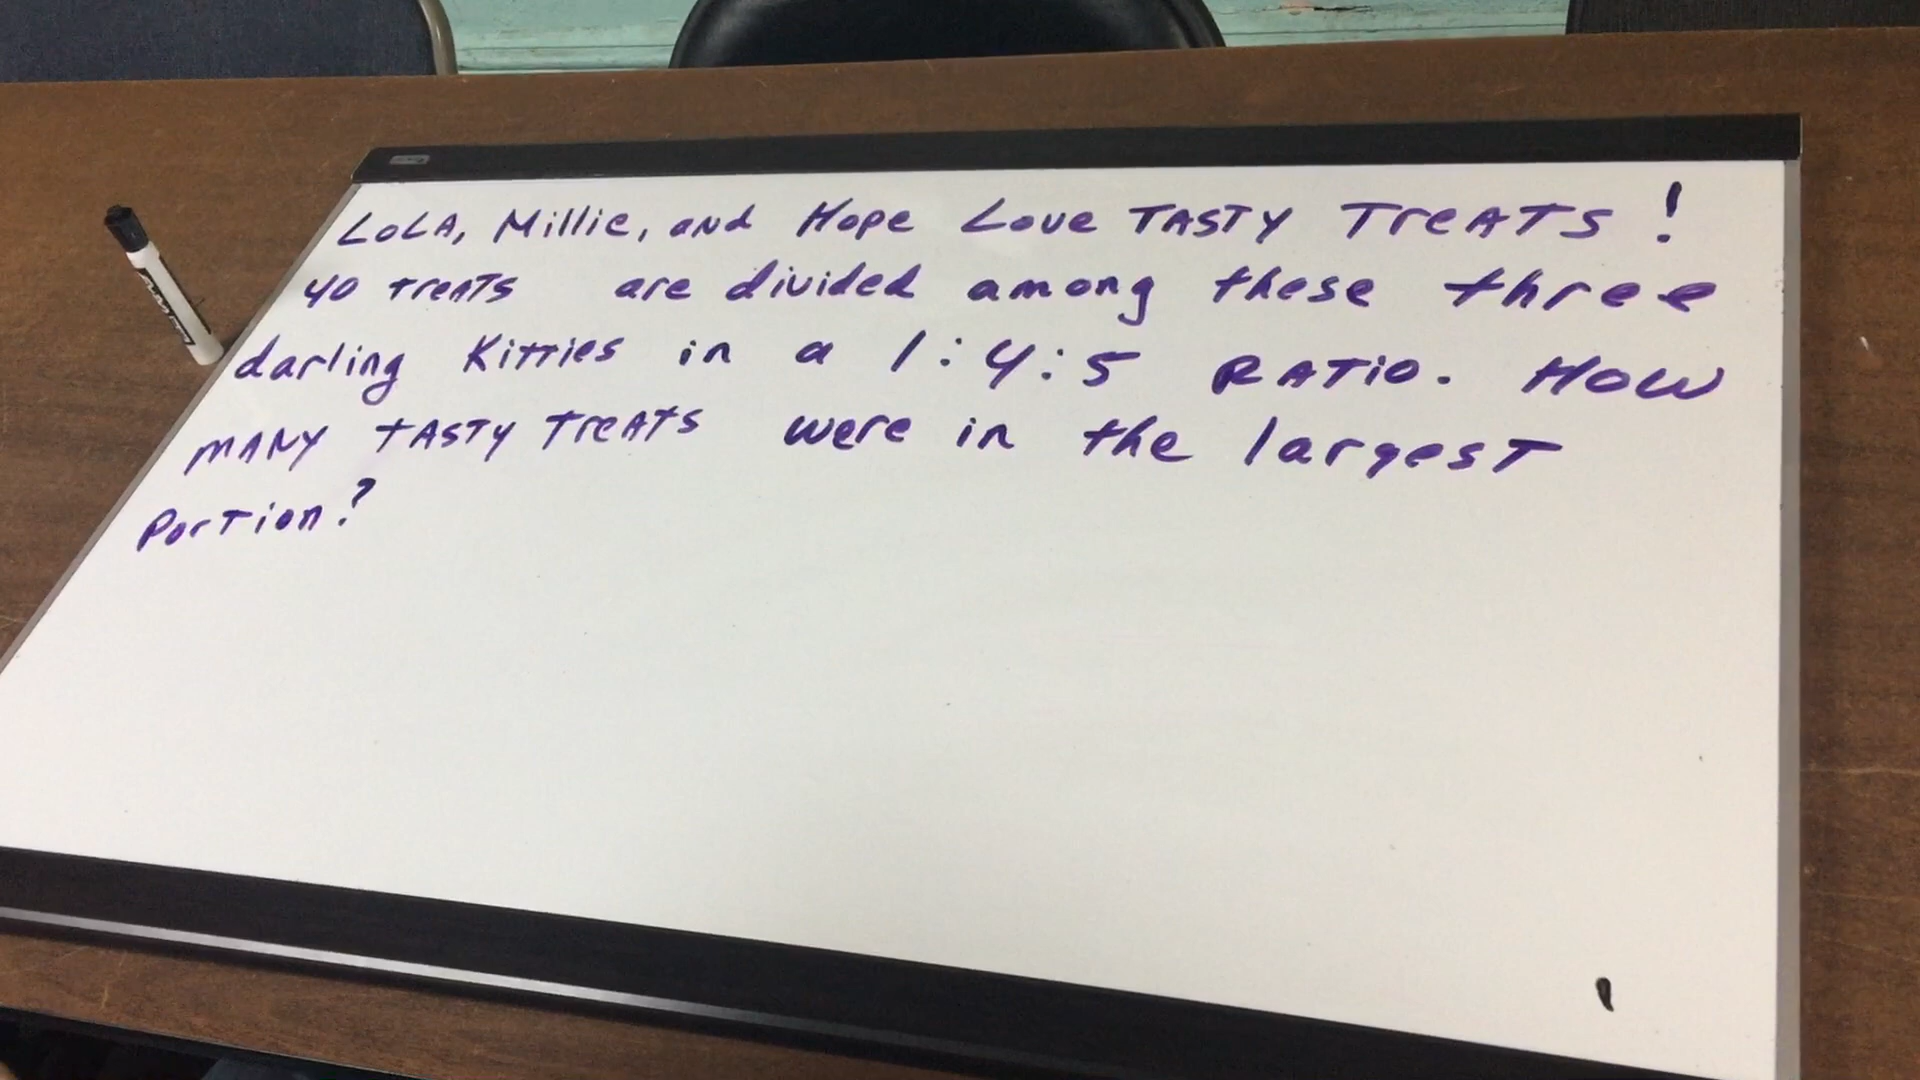 LOLA, Millie, and Hope Love TASTY TreATS!
40 treATS are divided among these three
darling Kitties in a 1:4:5 RATIO. HOW
MANY TASTY TreATS were in the largest
Portion?